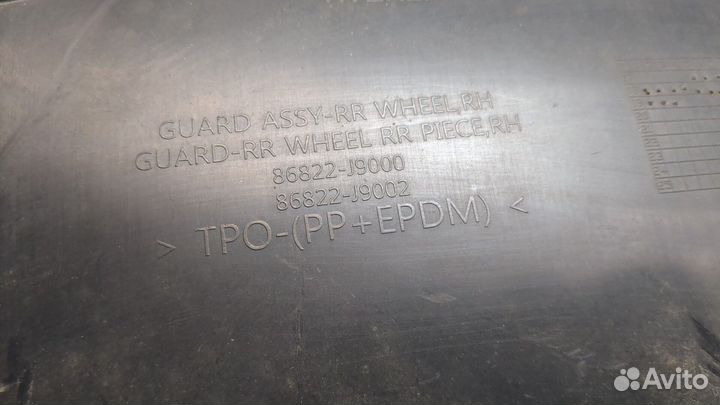 GUARD ASSY-RR WHEEL,RH
GUARD-RR WHEEL RR PIECE,RH
86822-J9000
86822-J9002
> TPO-(PP+EPDM) <
Avito